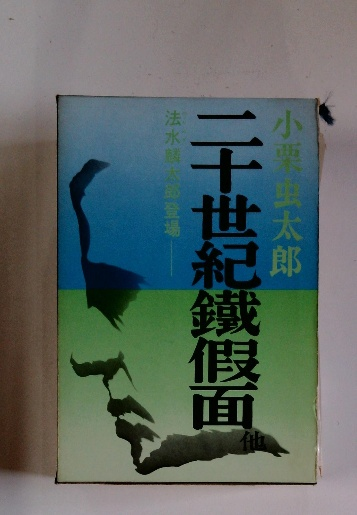 小栗虫太郎
二十世紀鐵假面
他
法水麟太郎登場――